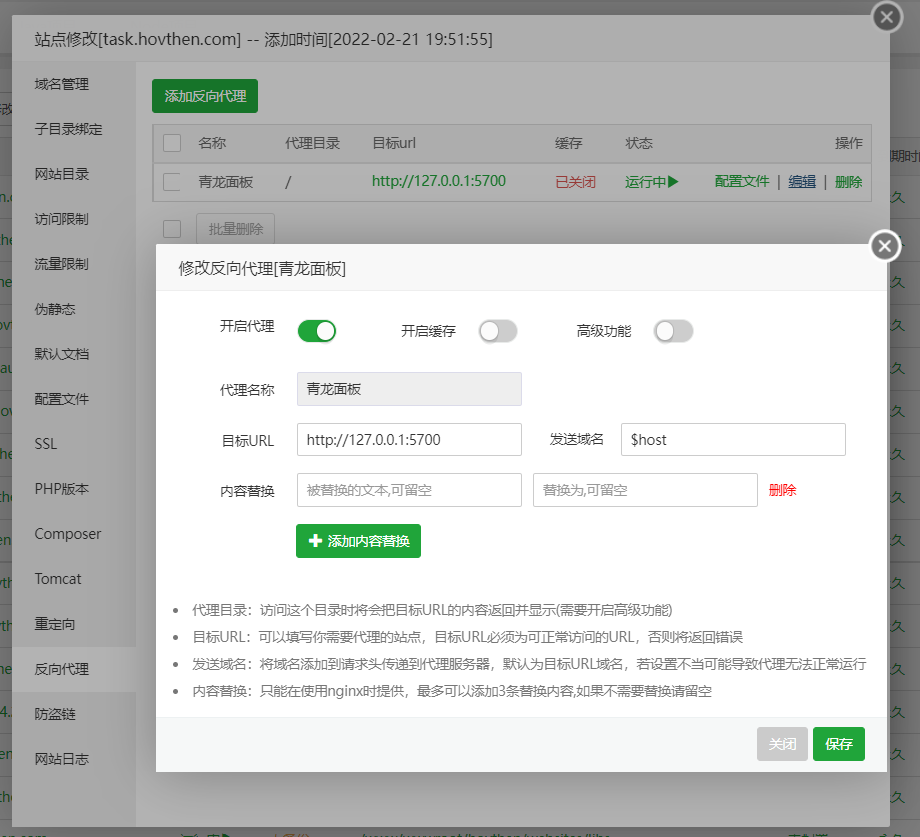 站点修改[task.hovthen.com] -- 添加时间[2022-02-21 19:51:55]
域名管理
子目录绑定
网站目录
访问限制
流量限制
伪静态
默认文档
配置文件
SSL
PHP版本
Composer
Tomcat
重定向
反向代理
防盗链
网站日志
添加反向代理
名称 代理目录 目标url 缓存 状态 操作
青龙面板 / http://127.0.0.1:5700 已关闭 运行中 配置文件 | 编辑 | 删除
批量删除
修改反向代理[青龙面板]
开启代理 开启缓存 高级功能
代理名称 青龙面板
目标URL http://127.0.0.1:5700 发送域名 $host
内容替换 被替换的文本,可留空 替换为,可留空 删除
添加内容替换
• 代理目录：访问这个目录时将会把目标URL的内容返回并显示(需要开启高级功能)
• 目标URL：可以填写你需要代理的站点，目标URL必须为可正常访问的URL，否则将返回错误
• 发送域名：将域名添加到请求头传递到代理服务器，默认为目标URL域名，若设置不当可能导致代理无法正常运行
• 内容替换：只能在使用nginx时提供，最多可以添加3条替换内容,如果不需要替换请留空
关闭 保存